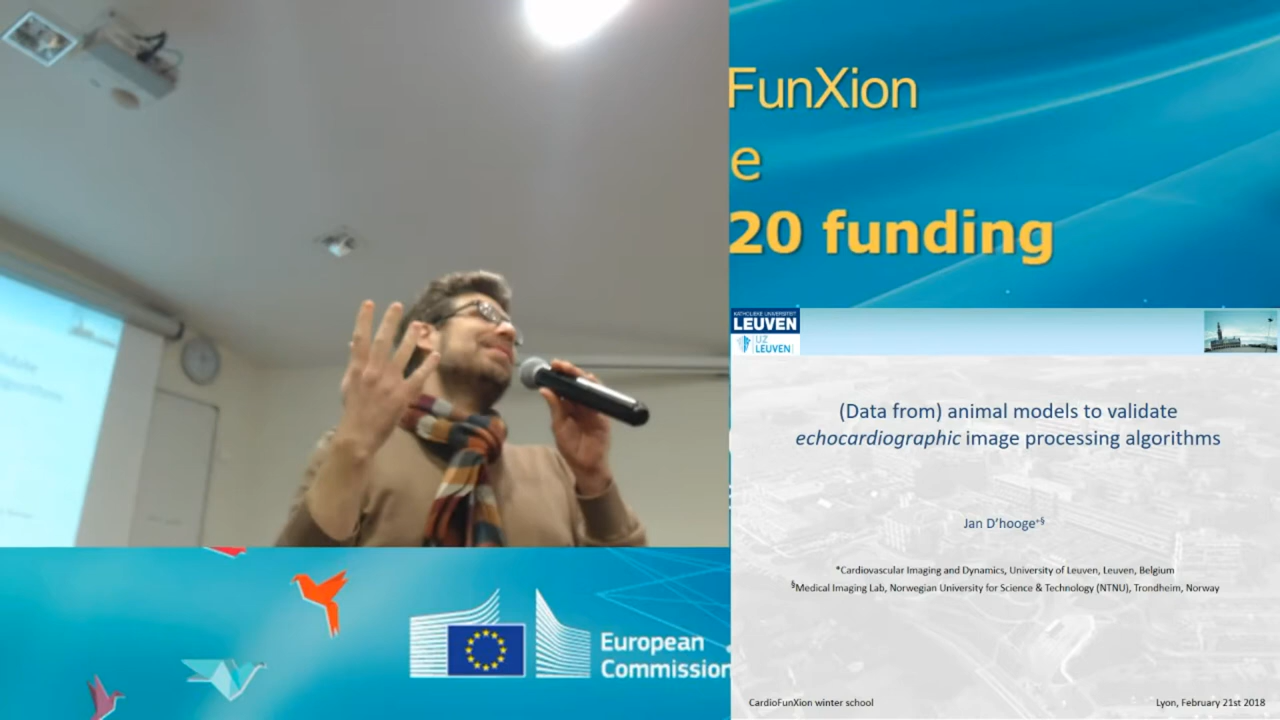 FunXion
e
20 funding
KATHOLIEKE UNIVERSITEIT
LEUVEN
UZ
LEUVEN
(Data from) animal models to validate
echocardiographic image processing algorithms
Jan D'hooge*§
*Cardiovascular Imaging and Dynamics, University of Leuven, Leuven, Belgium
§Medical Imaging Lab, Norwegian University for Science & Technology (NTNU), Trondheim, Norway
CardioFunXion winter school
Lyon, February 21st 2018
European
Commission